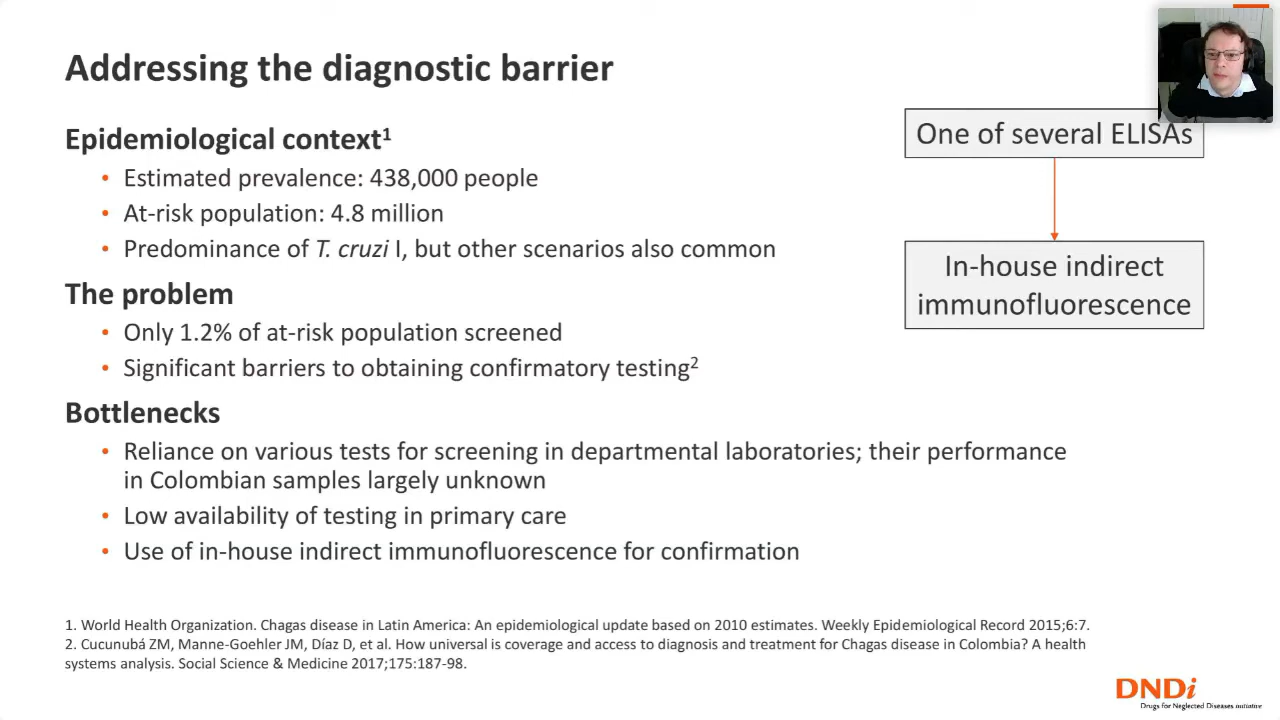 Addressing the diagnostic barrier
Epidemiological context¹
• Estimated prevalence: 438,000 people
• At-risk population: 4.8 million
• Predominance of T. cruzi I, but other scenarios also common
The problem
• Only 1.2% of at-risk population screened
• Significant barriers to obtaining confirmatory testing²
Bottlenecks
• Reliance on various tests for screening in departmental laboratories; their performance
in Colombian samples largely unknown
• Low availability of testing in primary care
• Use of in-house indirect immunofluorescence for confirmation
One of several ELISAs
In-house indirect
immunofluorescence
1. World Health Organization. Chagas disease in Latin America: An epidemiological update based on 2010 estimates. Weekly Epidemiological Record 2015;6:7.
2. Cucunubá ZM, Manne-Goehler JM, Díaz D, et al. How universal is coverage and access to diagnosis and treatment for Chagas disease in Colombia? A health
systems analysis. Social Science & Medicine 2017;175:187-98.
DNDi
Drugs for Neglected Diseases initiative